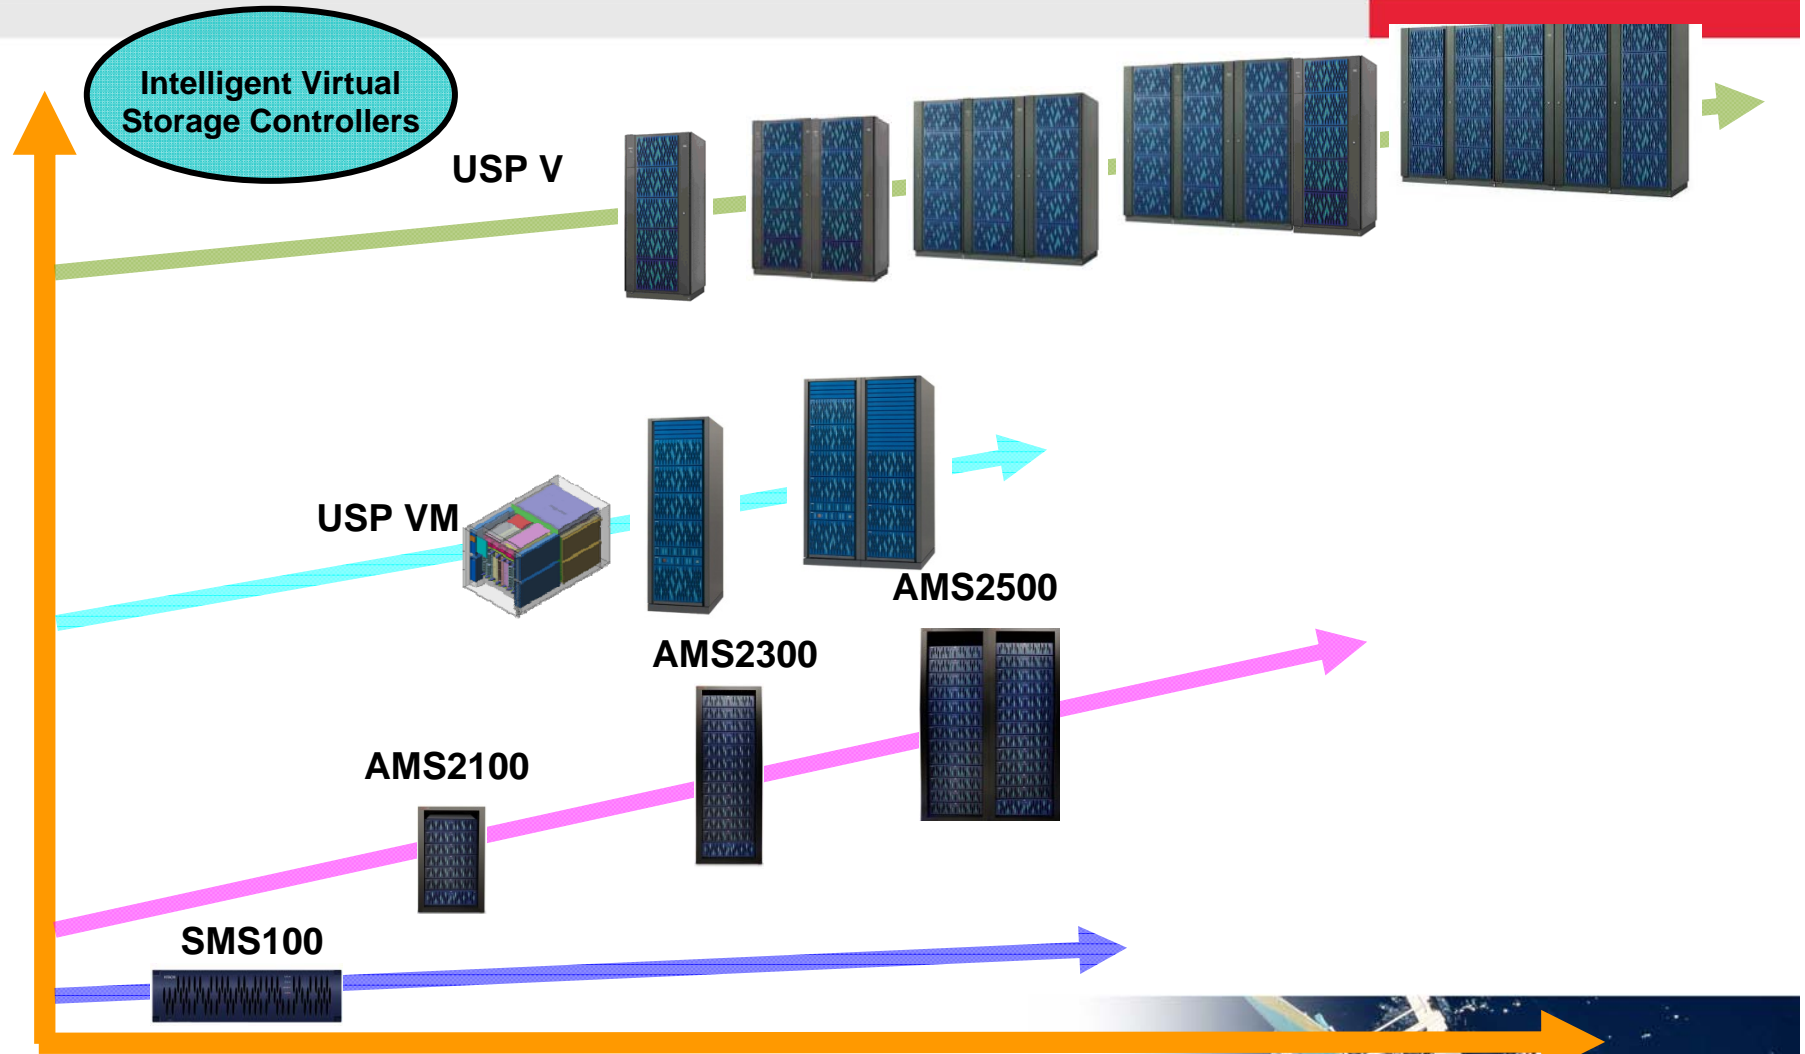 Intelligent Virtual
Storage Controllers
USP V
USP VM
AMS2500
AMS2300
AMS2100
SMS100